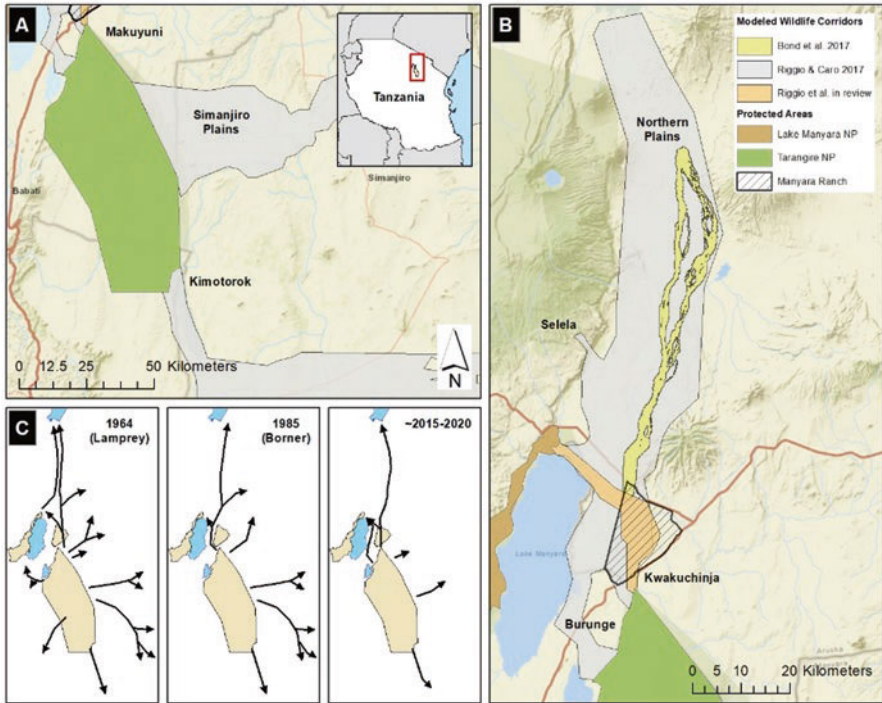 A
Makuyuni
Tanzania
Simanjiro
Plains
Simanjiro
Babati
Kimotorok
0 12.5 25 50 Kilometers
N
B
Modeled Wildlife Corridors
Bond et al. 2017
Riggio & Caro 2017
Riggio et al. in review
Protected Areas
Lake Manyara NP
Tarangire NP
Manyara Ranch
Northern
Plains
Selela
Lake Manyara
Kwakuchinja
Burunge
Arusha
0 5 10 20 Kilometers
C
1964
(Lamprey)
1985
(Borner)
~2015-2020